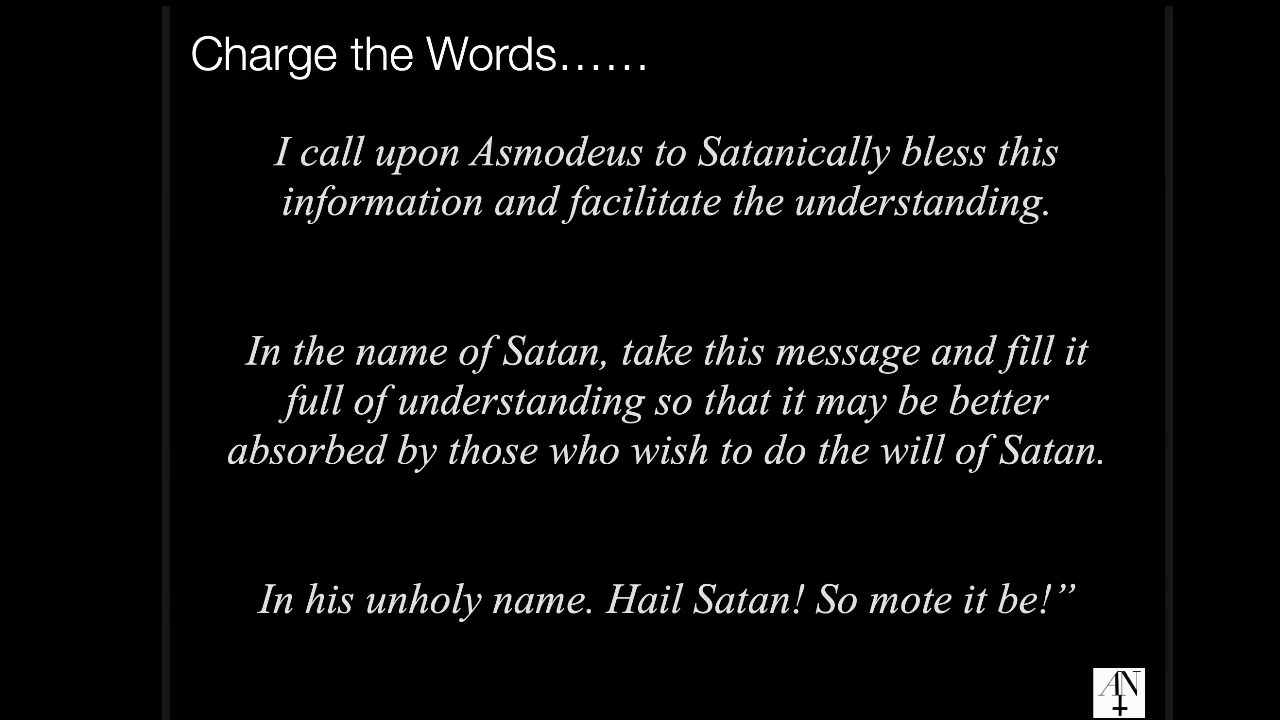 Charge the Words……
I call upon Asmodeus to Satanically bless this
information and facilitate the understanding.
In the name of Satan, take this message and fill it
full of understanding so that it may be better
absorbed by those who wish to do the will of Satan.
In his unholy name. Hail Satan! So mote it be!”
AN